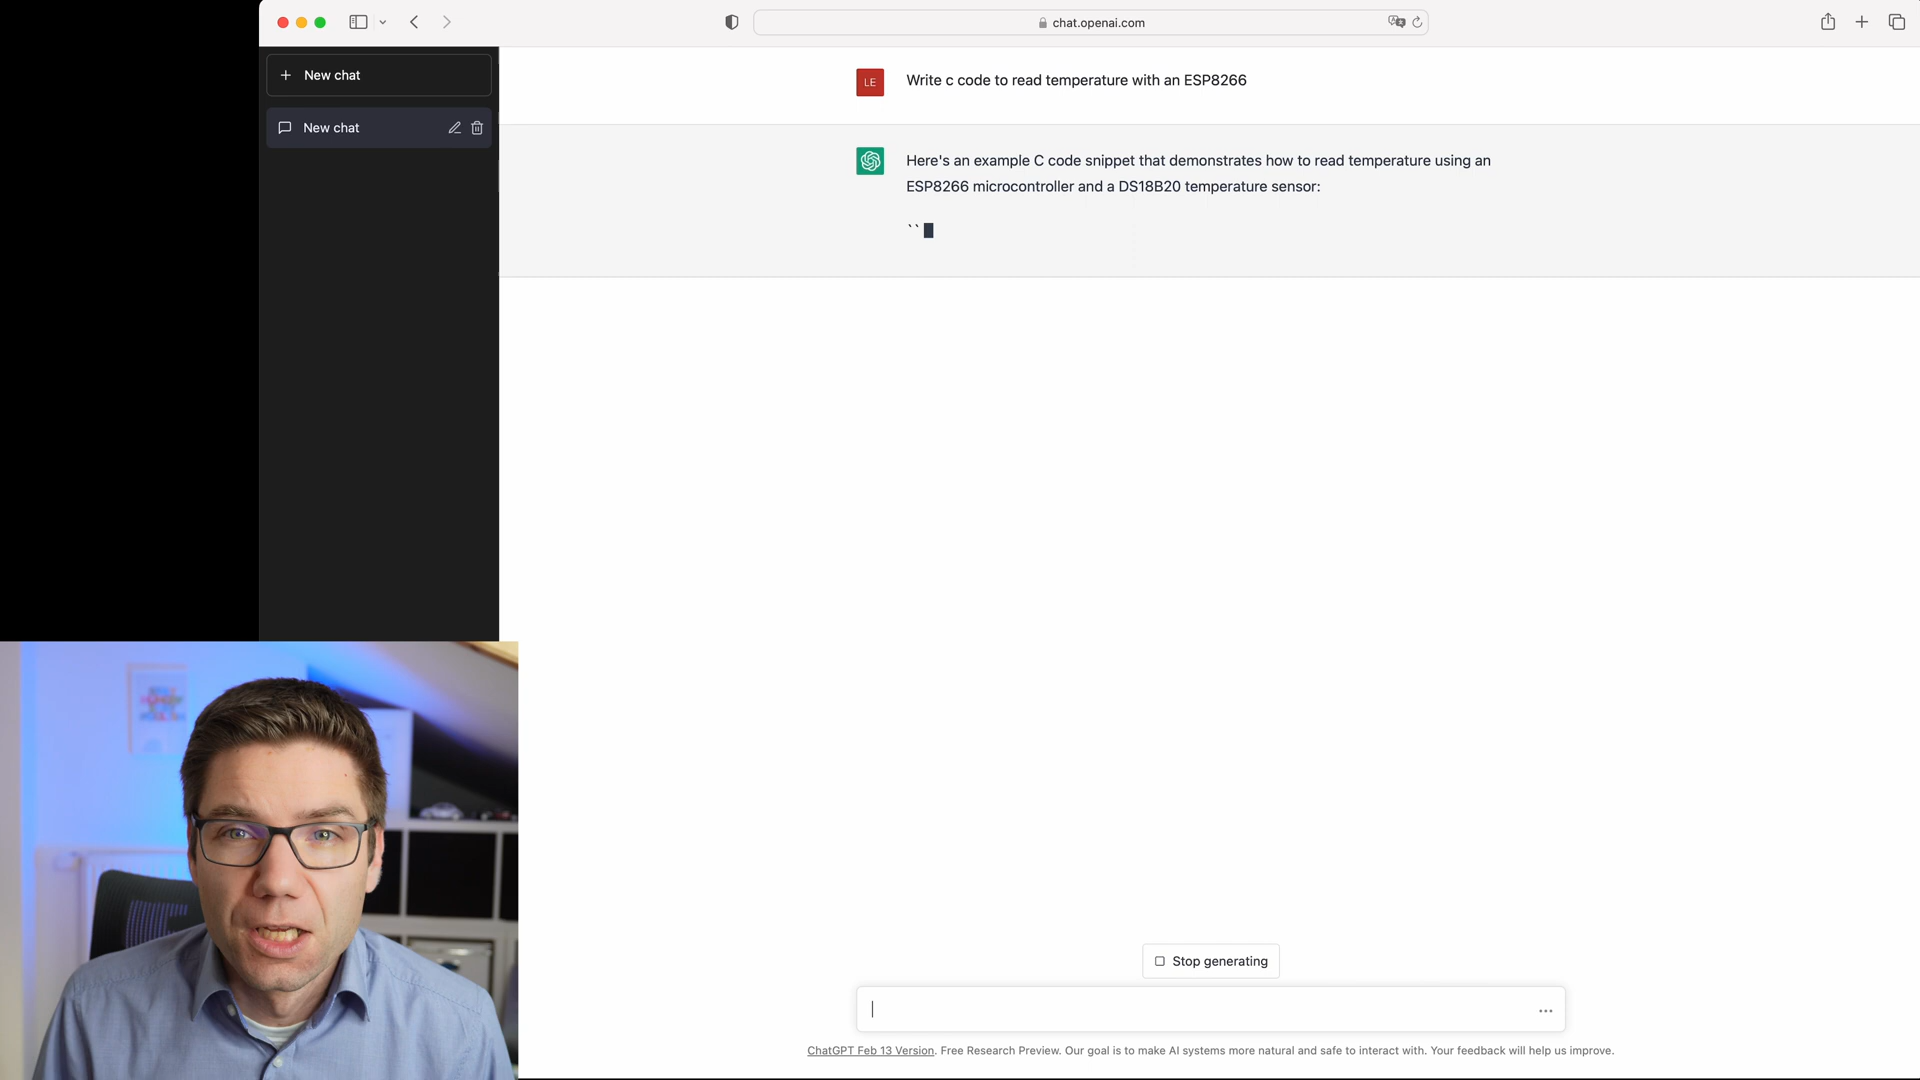 chat.openai.com
New chat
New chat
LE
Write c code to read temperature with an ESP8266
Here's an example C code snippet that demonstrates how to read temperature using an
ESP8266 microcontroller and a DS18B20 temperature sensor:
``
Stop generating
ChatGPT Feb 13 Version. Free Research Preview. Our goal is to make AI systems more natural and safe to interact with. Your feedback will help us improve.